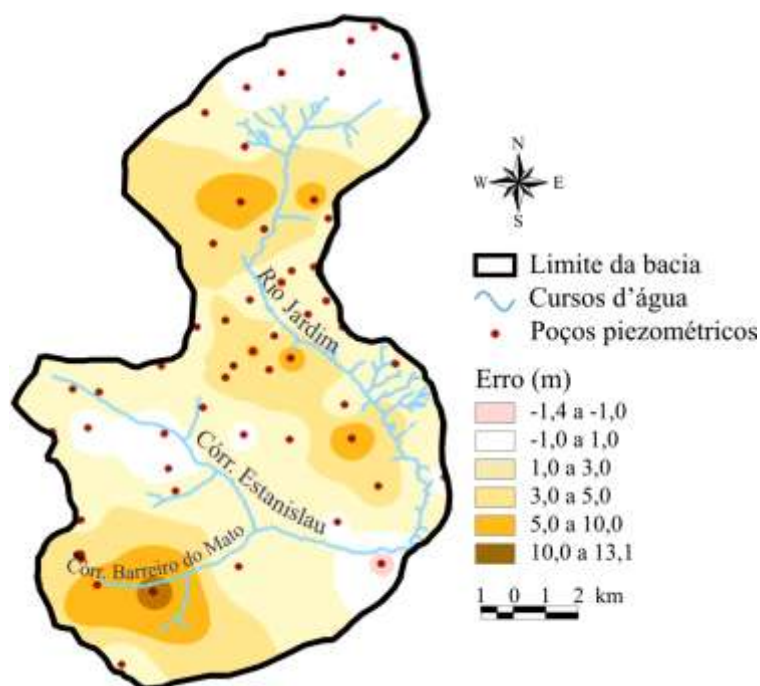 N
W E
S
Limite da bacia
Cursos d'água
Poços piezométricos
Erro (m)
-1,4 a -1,0
-1,0 a 1,0
1,0 a 3,0
3,0 a 5,0
5,0 a 10,0
10,0 a 13,1
1 0 1 2 km
Rio Jardim
Córr. Estanislau
Córr. Barreiro do Mato